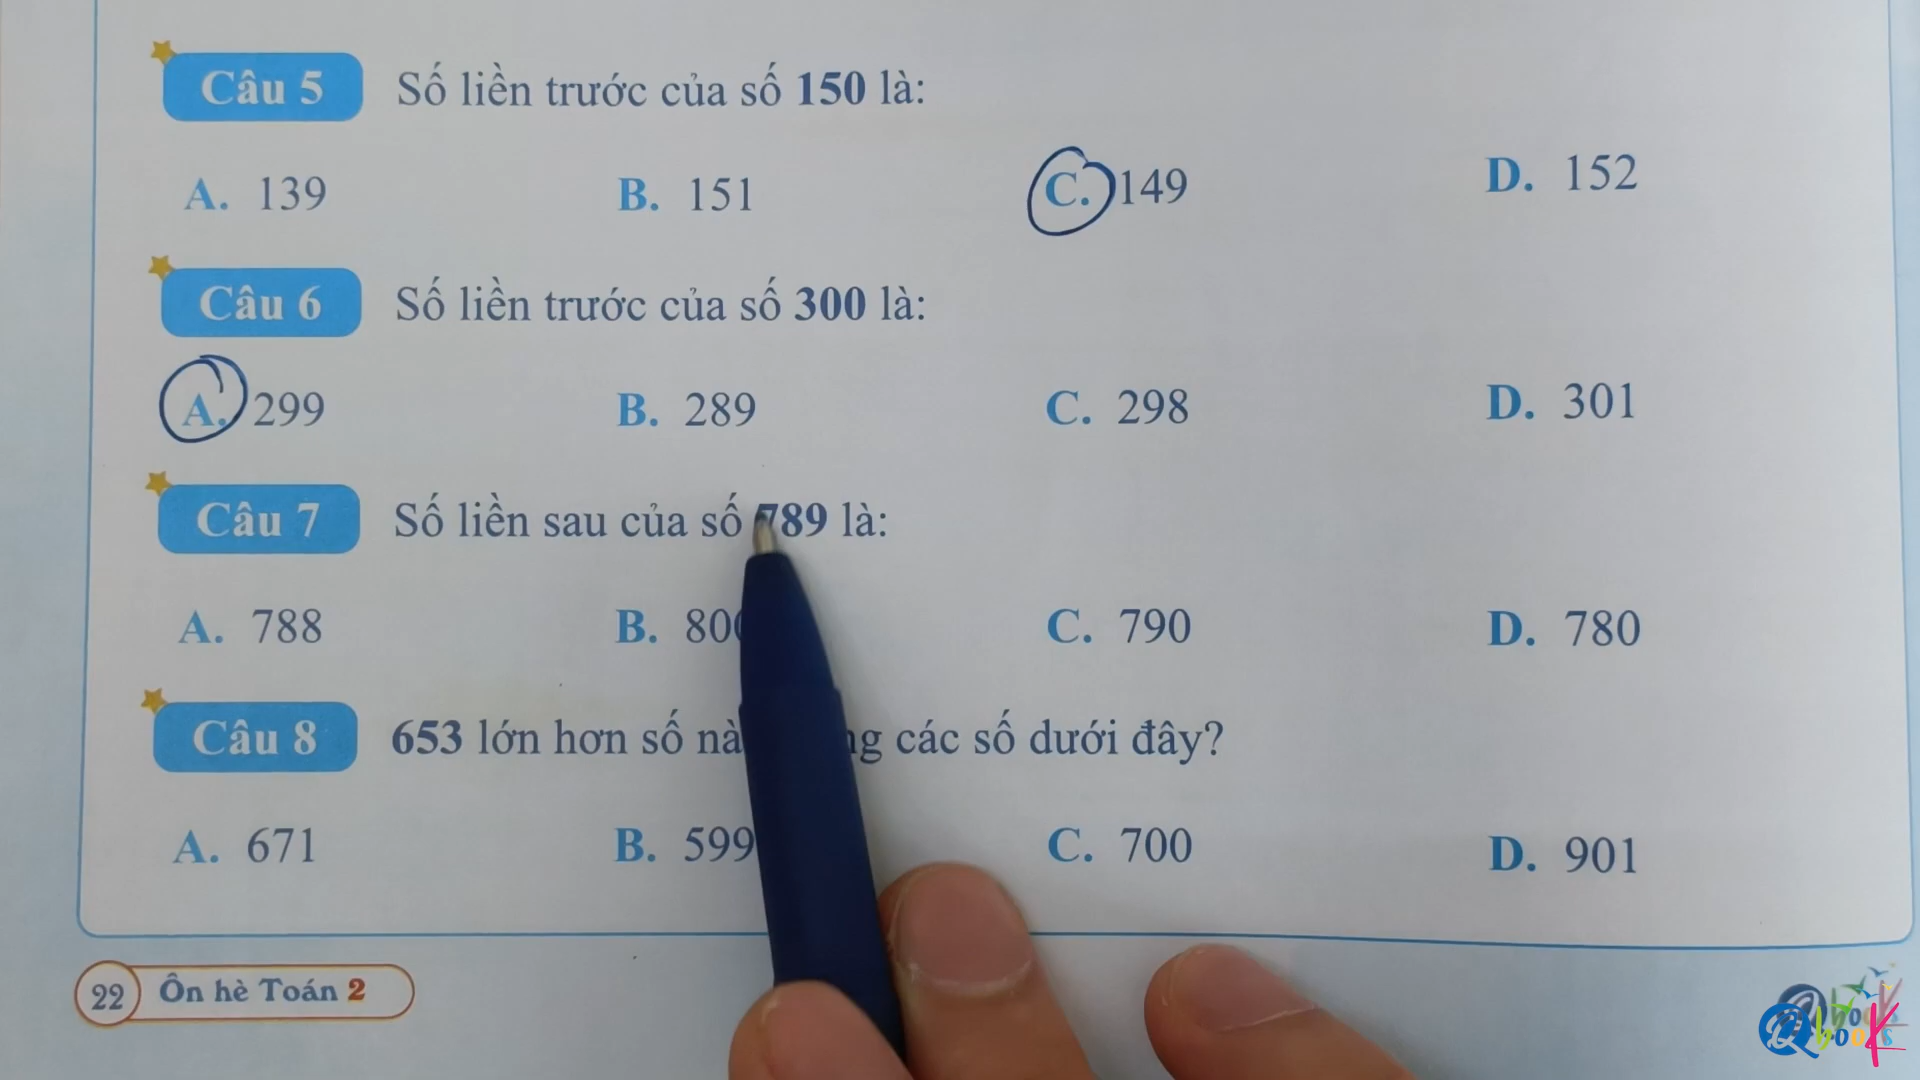 Câu 5 Số liền trước của số 150 là:
A. 139 B. 151 C. 149 D. 152
Câu 6 Số liền trước của số 300 là:
A. 299 B. 289 C. 298 D. 301
Câu 7 Số liền sau của số 789 là:
A. 788 B. C. 790 D. 780
Câu 8 653 lớn hơn số các số dưới đây?
A. 671 B. 599 C. 700 D. 901
22 Ôn hè Toán 2
Qbooks